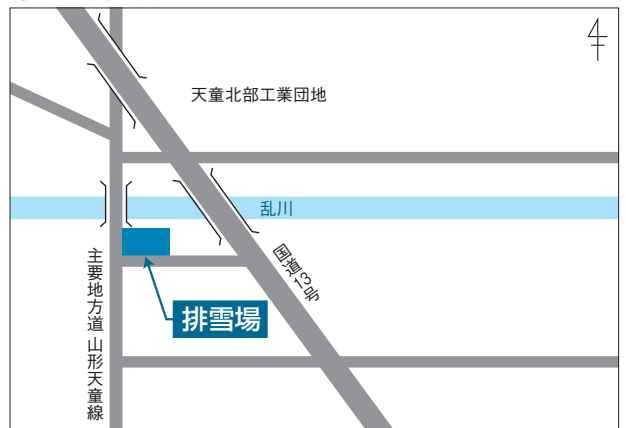 天童北部工業団地
乱川
国道13号
主要地方道 山形天童線
排雪場